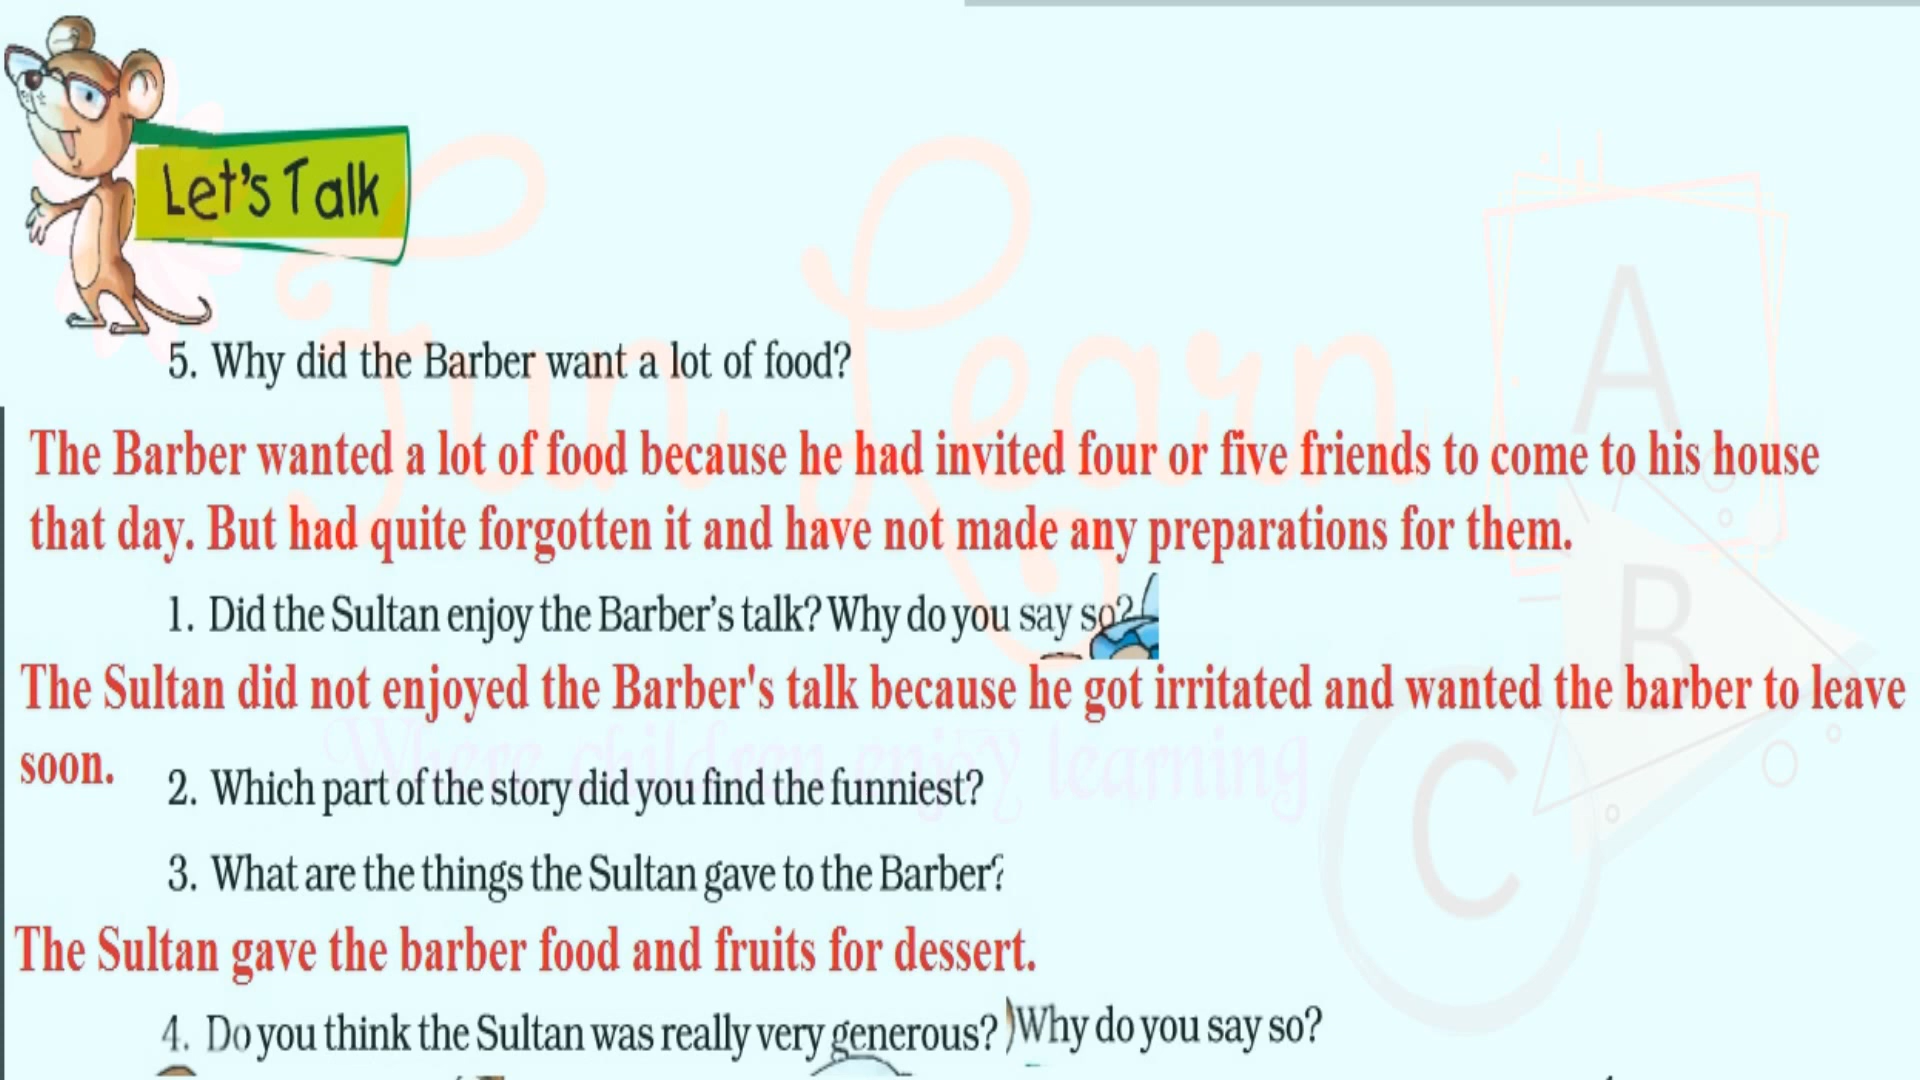 Let's Talk
5. Why did the Barber want a lot of food?
The Barber wanted a lot of food because he had invited four or five friends to come to his house
that day. But had quite forgotten it and have not made any preparations for them.
1. Did the Sultan enjoy the Barber's talk? Why do you say so?
The Sultan did not enjoyed the Barber's talk because he got irritated and wanted the barber to leave
soon.
2. Which part of the story did you find the funniest?
3. What are the things the Sultan gave to the Barber?
The Sultan gave the barber food and fruits for dessert.
4. Do you think the Sultan was really very generous? )Why do you say so?
Fun Learn
Where children enjoy learning
A
B
C